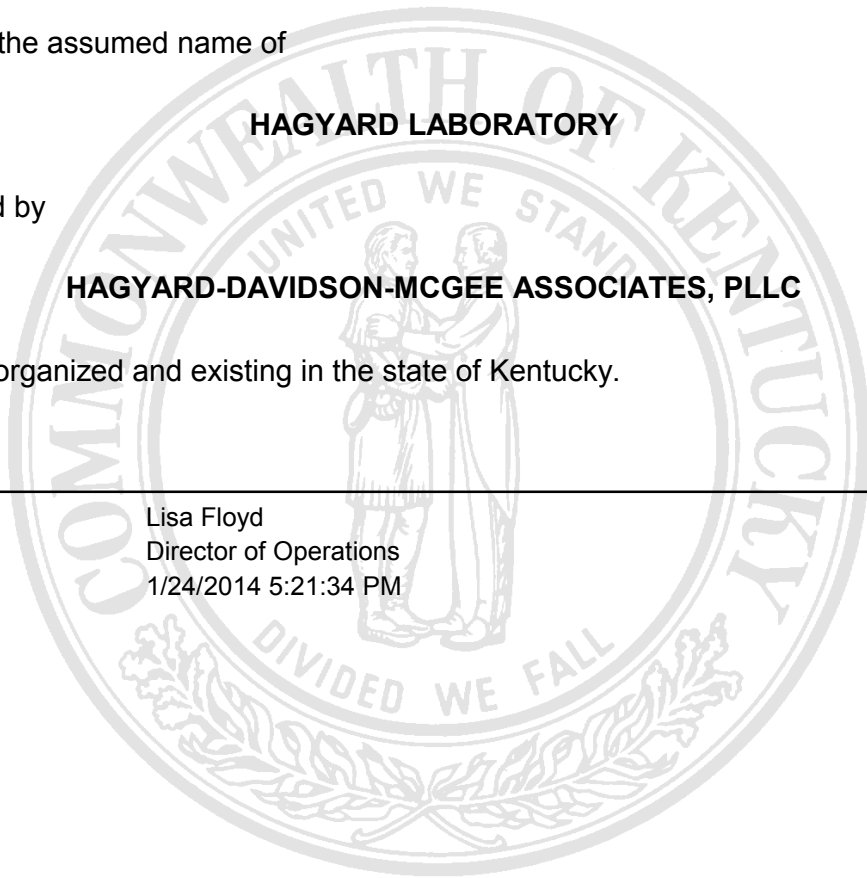 the assumed name of
HAGYARD LABORATORY
d by
HAGYARD-DAVIDSON-MCGEE ASSOCIATES, PLLC
organized and existing in the state of Kentucky.
Lisa Floyd
Director of Operations
1/24/2014 5:21:34 PM
COMMONWEALTH OF KENTUCKY
UNITED WE STAND
DIVIDED WE FALL